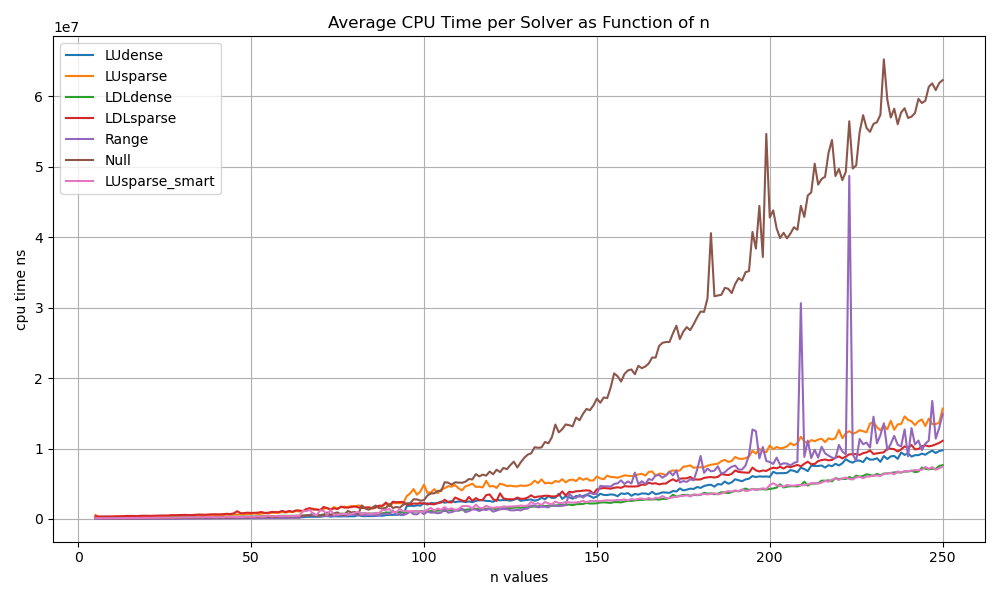 Average CPU Time per Solver as Function of n
1e7
LUdense
LUsparse
LDLdense
LDLsparse
Range
Null
LUsparse_smart
cpu time ns
6
5
4
3
2
1
0
0 50 100 150 200 250
n values